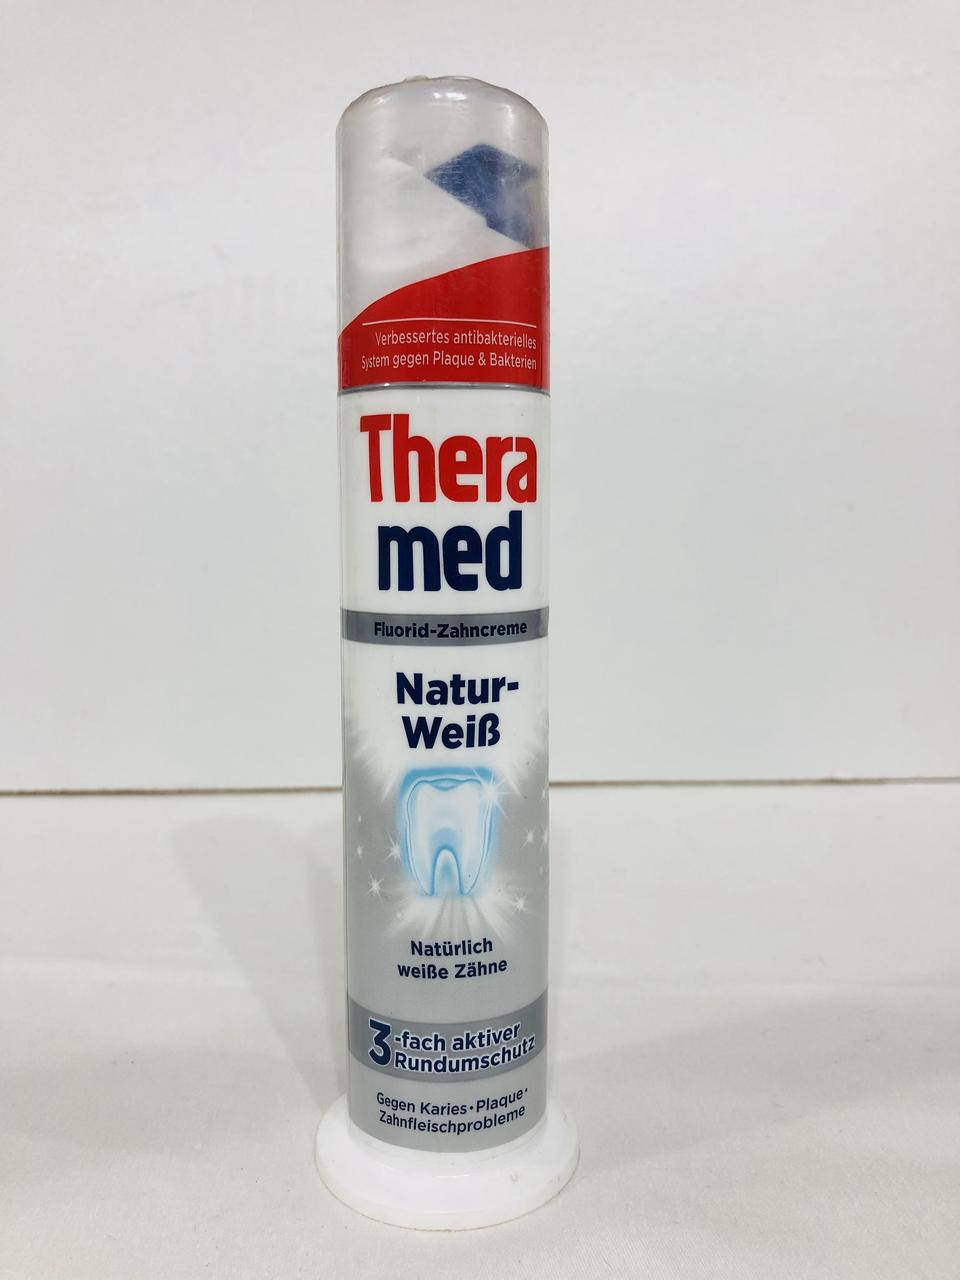 Verbessertes antibakterielles
System gegen Plaque & Bakterien
Thera
med
Fluorid-Zahncreme
Natur-
Weiß
Natürlich
weiße Zähne
3-fach aktiver
Rundumschutz
Gegen Karies • Plaque •
Zahnfleischprobleme